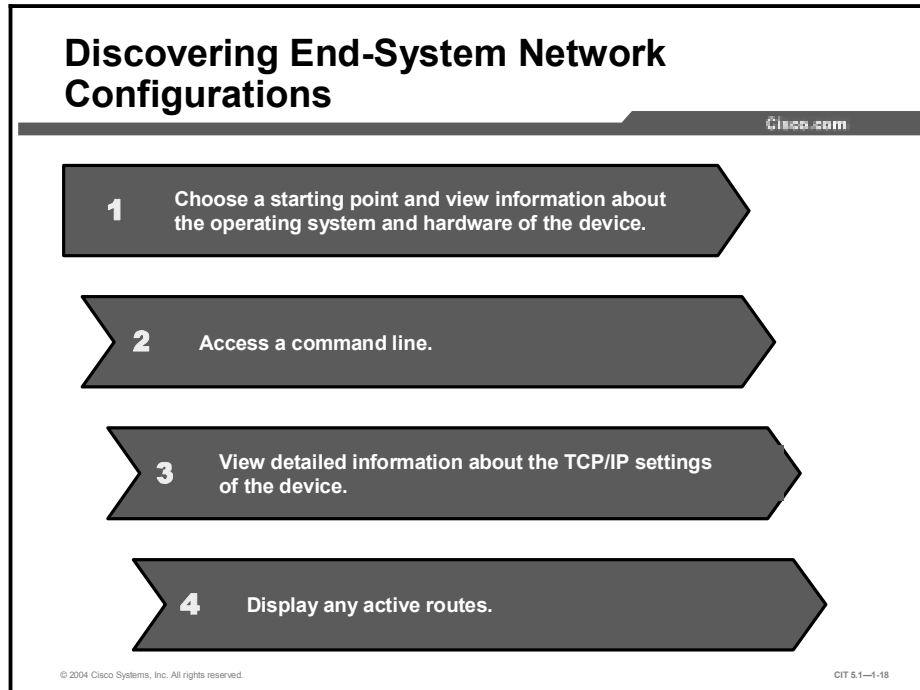 Discovering End-System Network
Configurations
Cisco.com
1
Choose a starting point and view information about
the operating system and hardware of the device.
2
Access a command line.
3
View detailed information about the TCP/IP settings
of the device.
4
Display any active routes.
© 2004 Cisco Systems, Inc. All rights reserved.
CIT 5.1—1-18